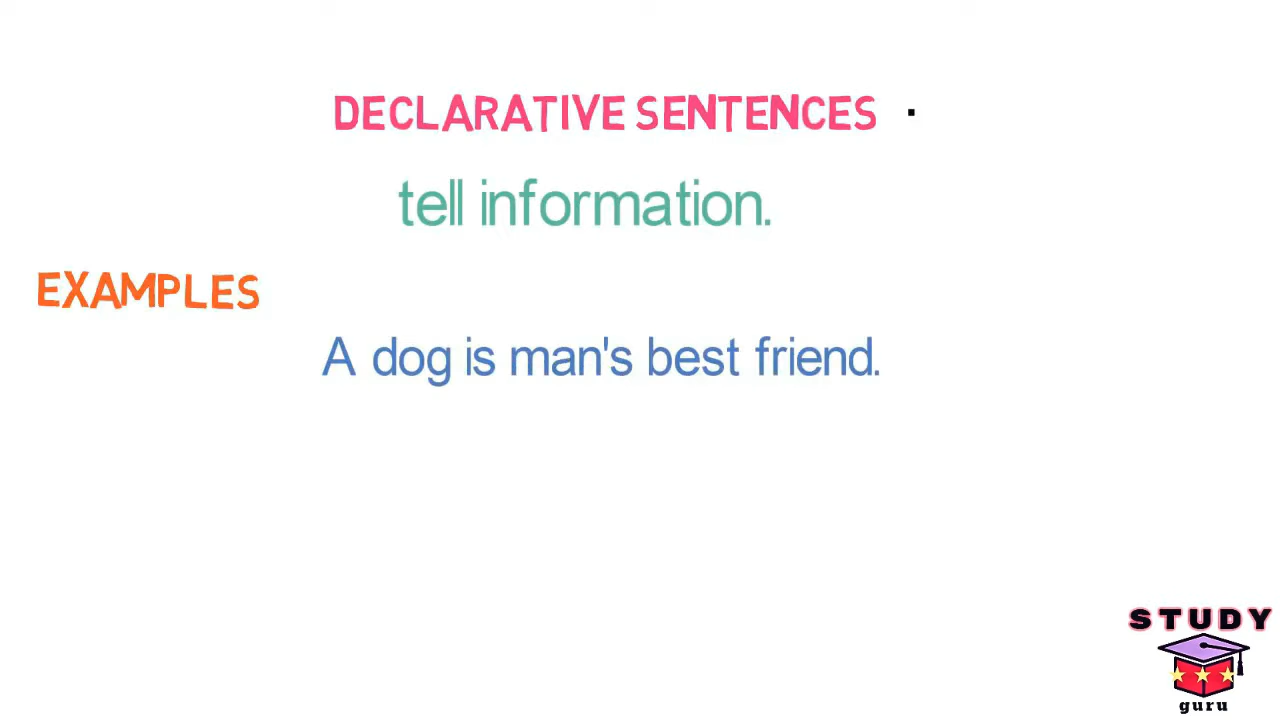 DECLARATIVE SENTENCES .
tell information.
EXAMPLES
A dog is man's best friend.
STUDY
guru